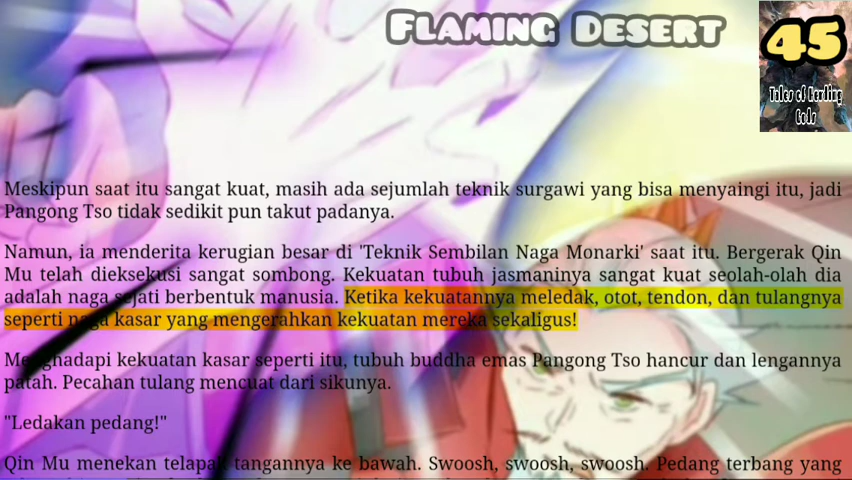 FLAMING DESERT
45
Tales of Herding
Gods
Meskipun saat itu sangat kuat, masih ada sejumlah teknik surgawi yang bisa menyaingi itu, jadi
Pangong Tso tidak sedikit pun takut padanya.
Namun, ia menderita kerugian besar di 'Teknik Sembilan Naga Monarki' saat itu. Bergerak Qin
Mu telah dieksekusi sangat sombong. Kekuatan tubuh jasmaninya sangat kuat seolah-olah dia
adalah naga sejati berbentuk manusia. Ketika kekuatannya meledak, otot, tendon, dan tulangnya
seperti naga kasar yang mengerahkan kekuatan mereka sekaligus!
Menghadapi kekuatan kasar seperti itu, tubuh buddha emas Pangong Tso hancur dan lengannya
patah. Pecahan tulang mencuat dari sikunya.
"Ledakan pedang!"
Qin Mu menekan telapak tangannya ke bawah. Swoosh, swoosh, swoosh. Pedang terbang yang